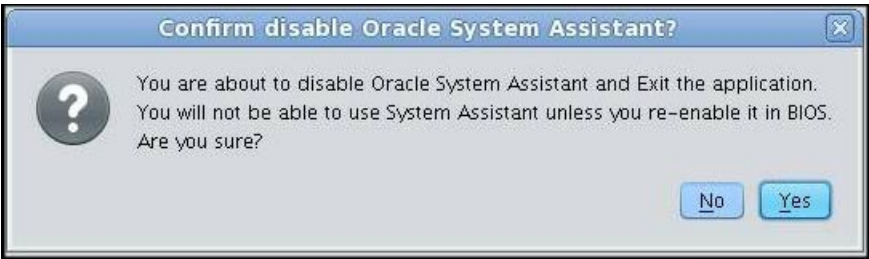 Confirm disable Oracle System Assistant?
You are about to disable Oracle System Assistant and Exit the application.
You will not be able to use System Assistant unless you re-enable it in BIOS.
Are you sure?
No Yes